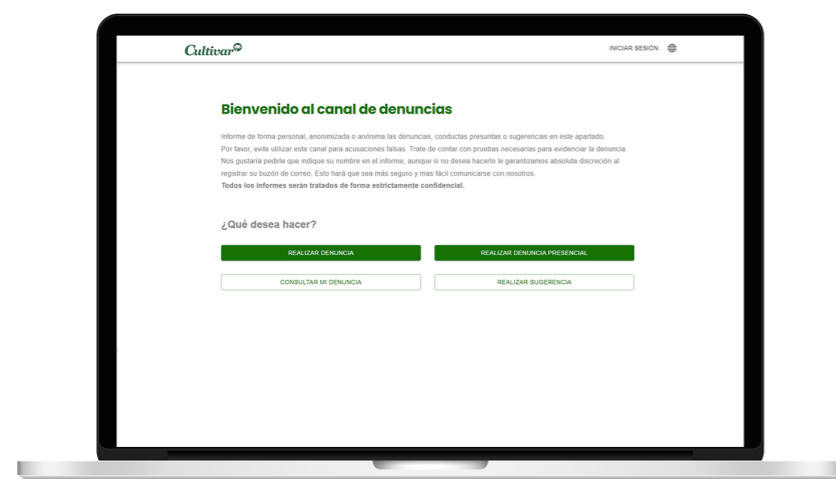 Cultivar
INICIAR SESIÓN
Bienvenido al canal de denuncias
Informe de forma personal, anonimizada o anónima las denuncias, conductas presuntas o sugerencias en este apartado.
Por favor, evite utilizar este canal para acusaciones falsas. Trate de contar con pruebas necesarias para evidenciar la denuncia.
Nos gustaría pedirle que indique su nombre en el informe, aunque si no desea hacerlo le garantizamos absoluta discreción al
registrar su buzón de correo. Esto hará que sea más seguro y mas fácil comunicarse con nosotros.
Todos los informes serán tratados de forma estrictamente confidencial.
¿Qué desea hacer?
REALIZAR DENUNCIA
REALIZAR DENUNCIA PRESENCIAL
CONSULTAR MI DENUNCIA
REALIZAR SUGERENCIA